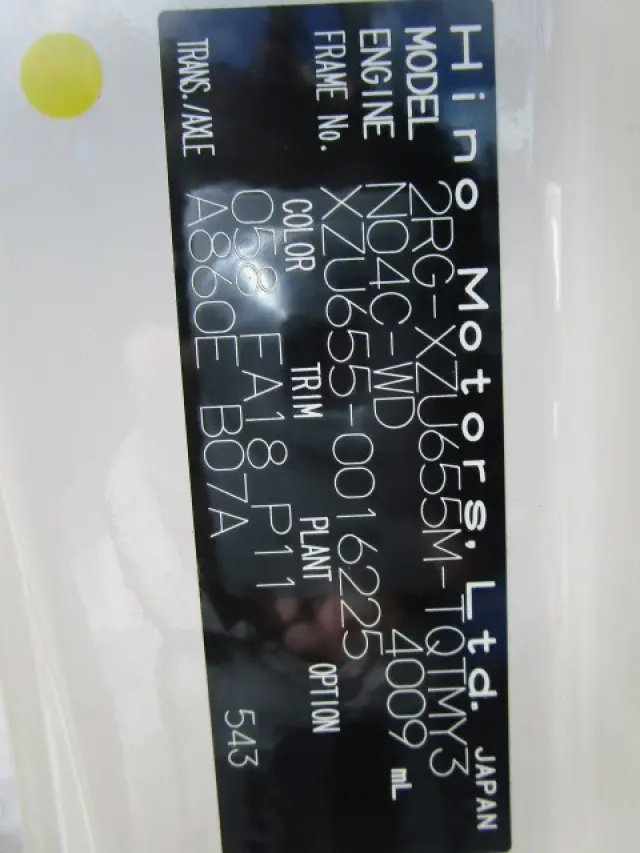 Hino Motors, Ltd. JAPAN
MODEL 2RG-XZU655M-TQTMY3
ENGINE N04C-WD 4009 mL
FRAME No. XZU655-0016225
COLOR TRIM PLANT OPTION
058 EA18 P11
TRANS./AXLE A860E B07A 543